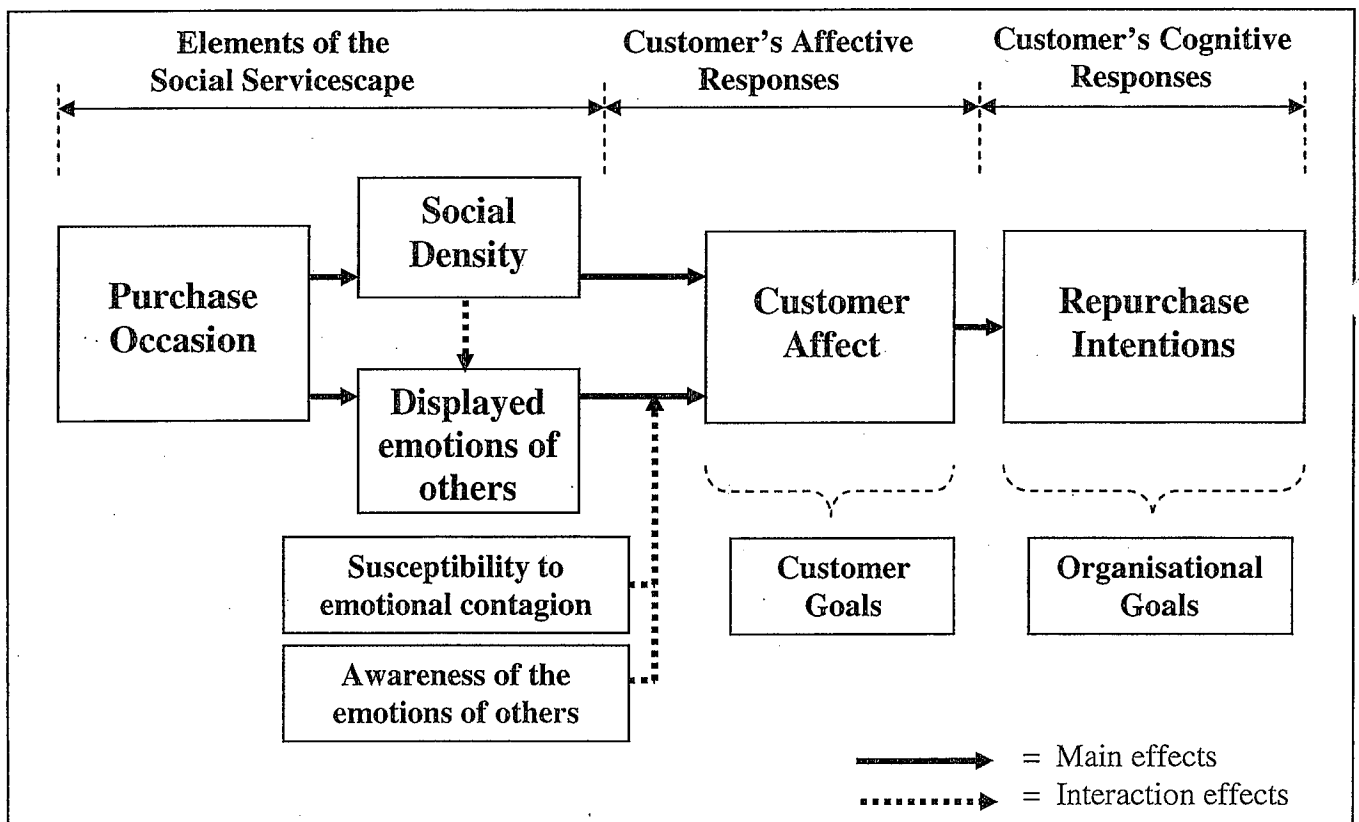 Elements of the
Social Servicescape
Customer's Affective
Responses
Customer's Cognitive
Responses
Purchase
Occasion
Social
Density
Displayed
emotions of
others
Susceptibility to
emotional contagion
Awareness of the
emotions of others
Customer
Affect
Repurchase
Intentions
Customer
Goals
Organisational
Goals
= Main effects
= Interaction effects